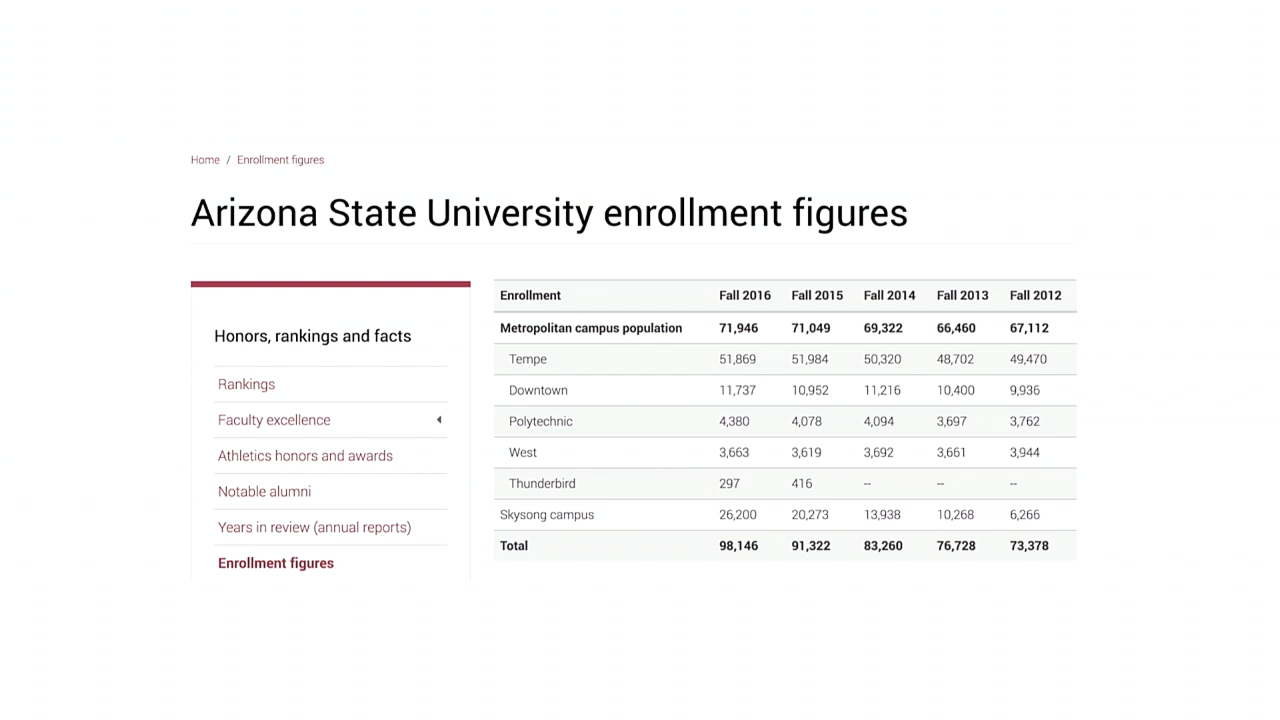 Home / Enrollment figures
Arizona State University enrollment figures
Honors, rankings and facts
Rankings
Faculty excellence
Athletics honors and awards
Notable alumni
Years in review (annual reports)
Enrollment figures
Enrollment Fall 2016 Fall 2015 Fall 2014 Fall 2013 Fall 2012
Metropolitan campus population 71,946 71,049 69,322 66,460 67,112
Tempe 51,869 51,984 50,320 48,702 49,470
Downtown 11,737 10,952 11,216 10,400 9,936
Polytechnic 4,380 4,078 4,094 3,697 3,762
West 3,663 3,619 3,692 3,661 3,944
Thunderbird 297 416 -- -- --
Skysong campus 26,200 20,273 13,938 10,268 6,266
Total 98,146 91,322 83,260 76,728 73,378